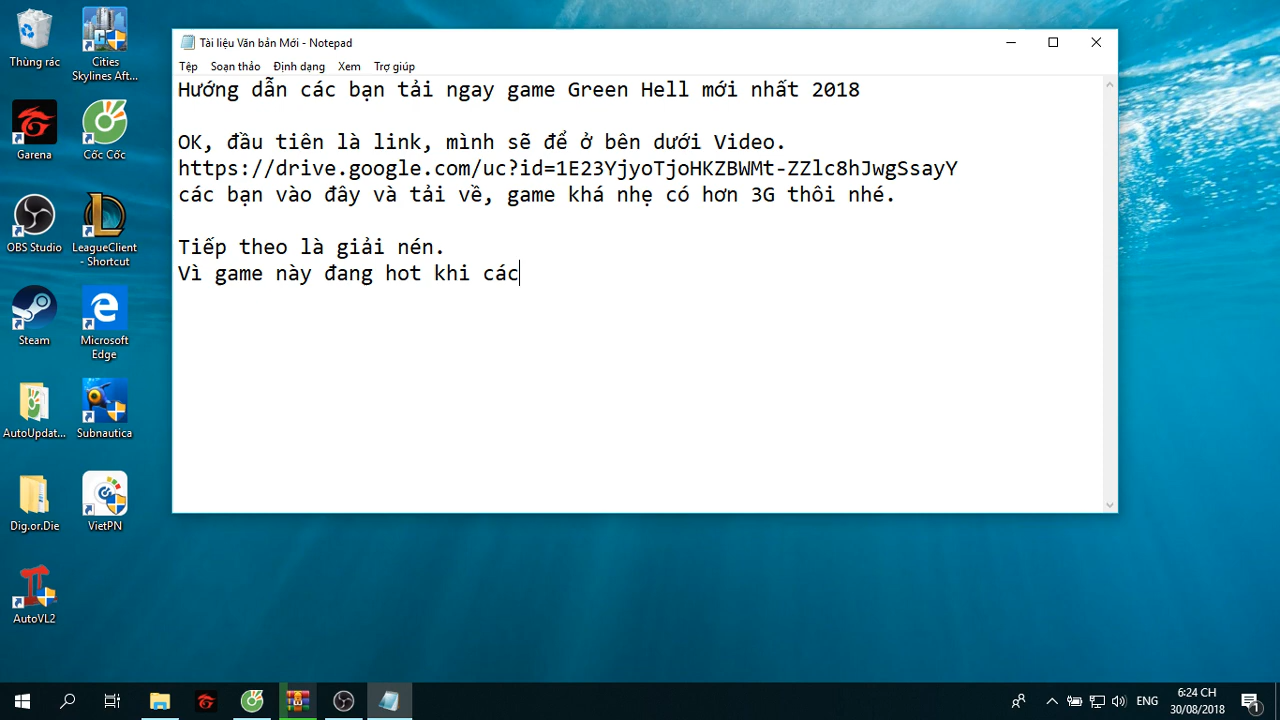 Tài liệu Văn bản Mới - Notepad
Tệp Soạn thảo Định dạng Xem Trợ giúp
Hướng dẫn các bạn tải ngay game Green Hell mới nhất 2018
OK, đầu tiên là link, mình sẽ để ở bên dưới Video.
https://drive.google.com/uc?id=1E23YjyoTjoHKZBWMt-ZZlc8hJwgSsayY
các bạn vào đây và tải về, game khá nhẹ có hơn 3G thôi nhé.
Tiếp theo là giải nén.
Vì game này đang hot khi các
Thùng rác
Cities
Skylines Aft...
Garena
Cốc Cốc
OBS Studio
LeagueClient
- Shortcut
Steam
Microsoft
Edge
AutoUpdat...
Subnautica
Dig.or.Die
VietPN
AutoVL2
ENG
6:24 CH
30/08/2018
1